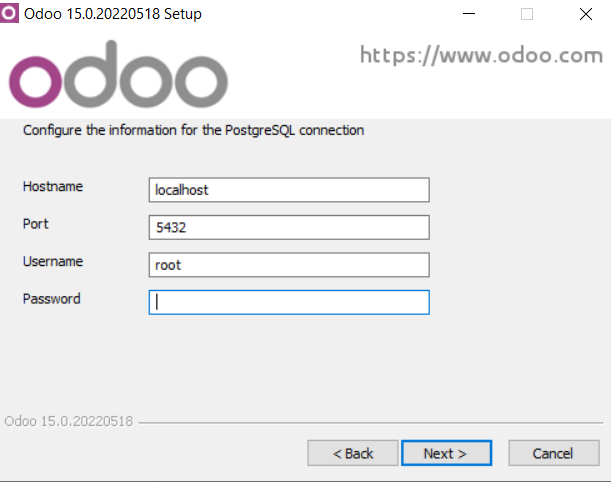 Odoo 15.0.20220518 Setup
odoo
https://www.odoo.com
Configure the information for the PostgreSQL connection
Hostname
localhost
Port
5432
Username
root
Password
Odoo 15.0.20220518
< Back
Next >
Cancel